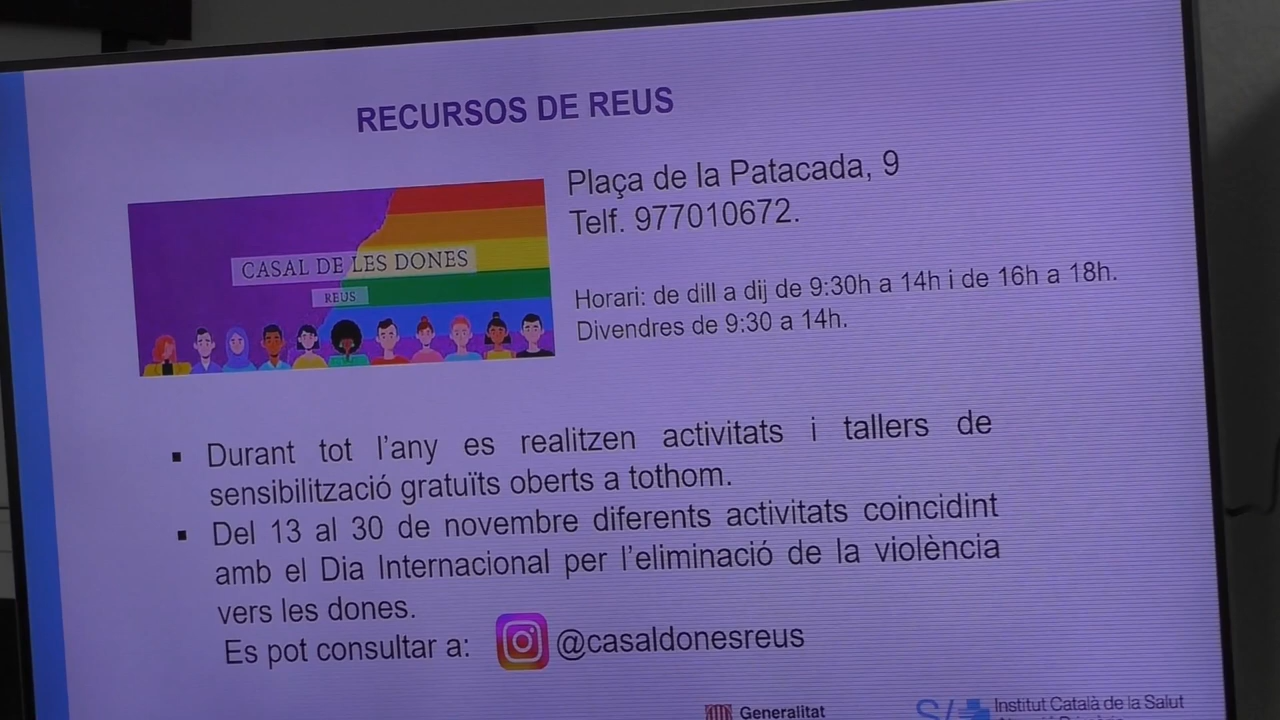 RECURSOS DE REUS
Plaça de la Patacada, 9
Telf. 977010672.
CASAL DE LES DONES
REUS
Horari: de dill a dij de 9:30h a 14h i de 16h a 18h.
Divendres de 9:30 a 14h.
▪ Durant tot l'any es realitzen activitats i tallers de
sensibilització gratuïts oberts a tothom.
▪ Del 13 al 30 de novembre diferents activitats coincidint
amb el Dia Internacional per l'eliminació de la violència
vers les dones.
Es pot consultar a: @casaldonesreus
Generalitat
Institut Català de la Salut